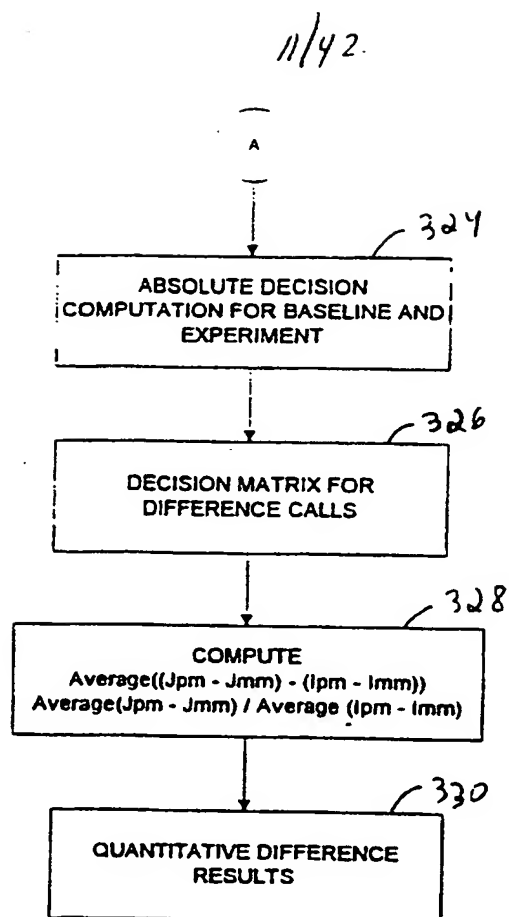 11/42.
A
324
ABSOLUTE DECISION
COMPUTATION FOR BASELINE AND
EXPERIMENT
326
DECISION MATRIX FOR
DIFFERENCE CALLS
328
COMPUTE
Average((Jpm - Jmm) - (Ipm - Imm))
Average(Jpm - Jmm) / Average (Ipm - Imm)
330
QUANTITATIVE DIFFERENCE
RESULTS